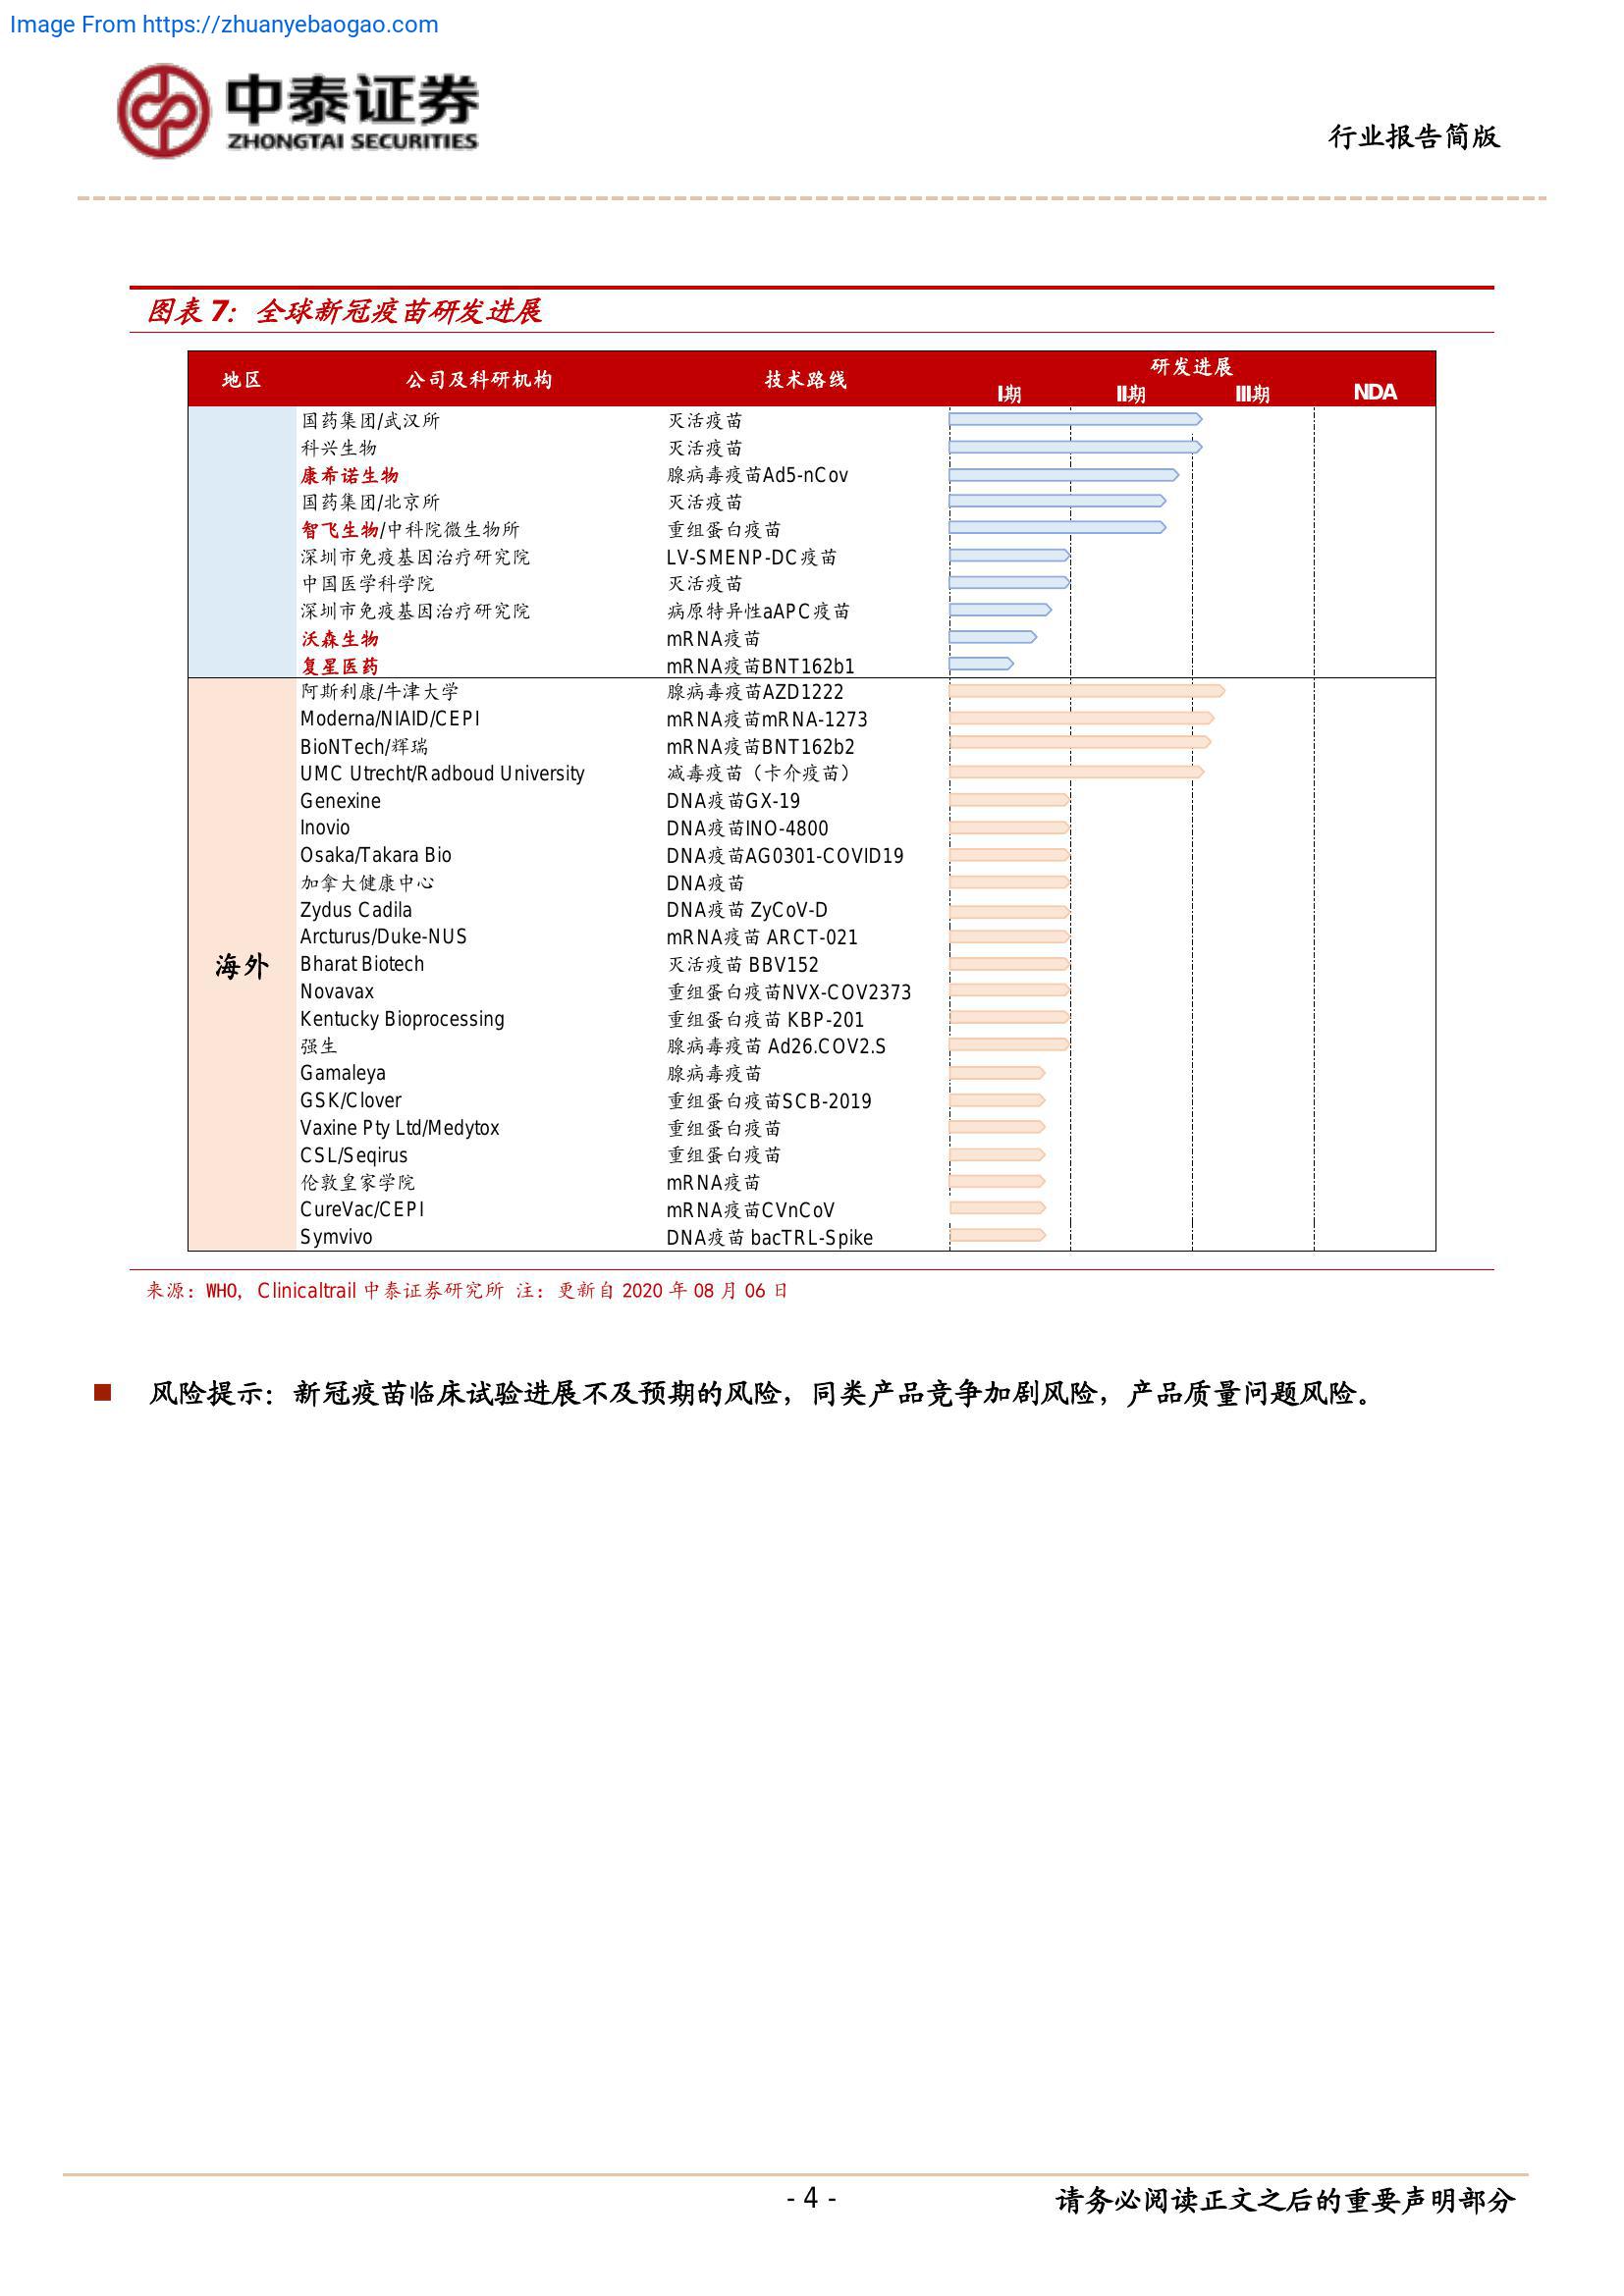 Image From https://zhuanyebaogao.com
中泰证券
ZHONGTAI SECURITIES
行业报告简版
图表 7：全球新冠疫苗研发进展
地区 公司及科研机构 技术路线 研发进展
I期 II期 III期 NDA
国药集团/武汉所 灭活疫苗
科兴生物 灭活疫苗
康希诺生物 腺病毒疫苗Ad5-nCov
国药集团/北京所 灭活疫苗
智飞生物/中科院微生物所 重组蛋白疫苗
深圳市免疫基因治疗研究院 LV-SMENP-DC疫苗
中国医学科学院 灭活疫苗
深圳市免疫基因治疗研究院 病原特异性aAPC疫苗
沃森生物 mRNA疫苗
复星医药 mRNA疫苗BNT162b1
阿斯利康/牛津大学 腺病毒疫苗AZD1222
Moderna/NIAID/CEPI mRNA疫苗mRNA-1273
BioNTech/辉瑞 mRNA疫苗BNT162b2
UMC Utrecht/Radboud University 减毒疫苗（卡介疫苗）
Genexine DNA疫苗GX-19
Inovio DNA疫苗INO-4800
Osaka/Takara Bio DNA疫苗AG0301-COVID19
加拿大健康中心 DNA疫苗
Zydus Cadila DNA疫苗 ZyCoV-D
Arcturus/Duke-NUS mRNA疫苗 ARCT-021
海外 Bharat Biotech 灭活疫苗 BBV152
Novavax 重组蛋白疫苗NVX-COV2373
Kentucky Bioprocessing 重组蛋白疫苗 KBP-201
强生 腺病毒疫苗 Ad26.COV2.S
Gamaleya 腺病毒疫苗
GSK/Clover 重组蛋白疫苗SCB-2019
Vaxine Pty Ltd/Medytox 重组蛋白疫苗
CSL/Seqirus 重组蛋白疫苗
伦敦皇家学院 mRNA疫苗
CureVac/CEPI mRNA疫苗CVnCoV
Symvivo DNA疫苗 bacTRL-Spike
来源：WHO，Clinicaltrail 中泰证券研究所 注：更新自 2020 年 08 月 06 日
■ 风险提示：新冠疫苗临床试验进展不及预期的风险，同类产品竞争加剧风险，产品质量问题风险。
- 4 -
请务必阅读正文之后的重要声明部分